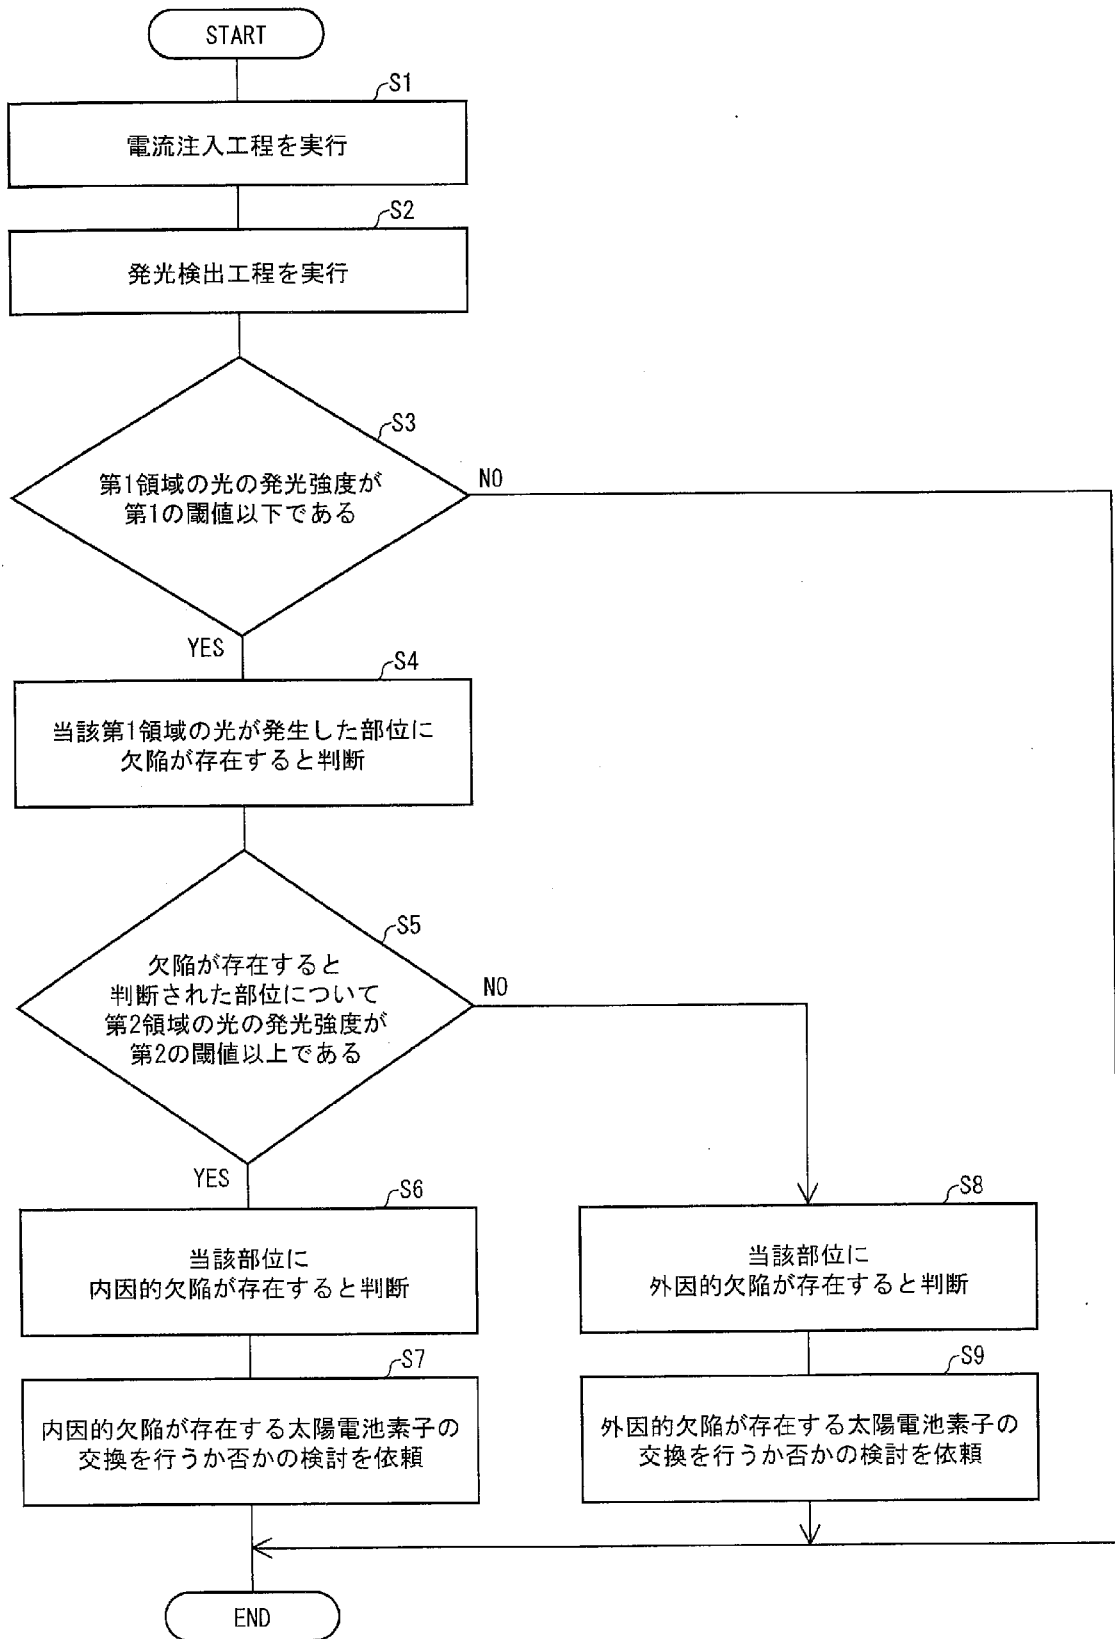 START
S1
電流注入工程を実行
S2
発光検出工程を実行
S3
第1領域の光の発光強度が
第1の閾値以下である
NO
YES
S4
当該第1領域の光が発生した部位に
欠陥が存在すると判断
S5
欠陥が存在すると
判断された部位について
第2領域の光の発光強度が
第2の閾値以上である
NO
YES
S6
当該部位に
内因的欠陥が存在すると判断
S8
当該部位に
外因的欠陥が存在すると判断
S7
内因的欠陥が存在する太陽電池素子の
交換を行うか否かの検討を依頼
S9
外因的欠陥が存在する太陽電池素子の
交換を行うか否かの検討を依頼
END